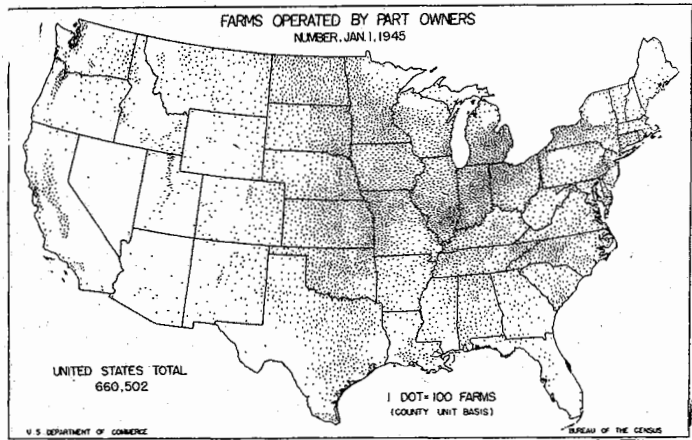 FARMS OPERATED BY PART OWNERS
NUMBER, JAN. 1, 1945
UNITED STATES TOTAL
660,502
1 DOT=100 FARMS
(COUNTY UNIT BASIS)
U. S. DEPARTMENT OF COMMERCE
BUREAU OF THE CENSUS